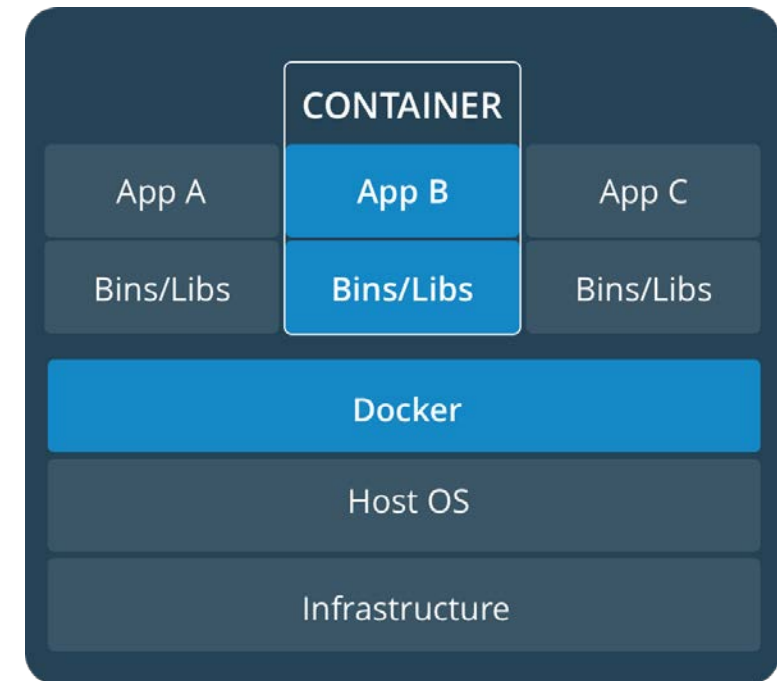 CONTAINER
App A
App B
App C
Bins/Libs
Bins/Libs
Bins/Libs
Docker
Host OS
Infrastructure